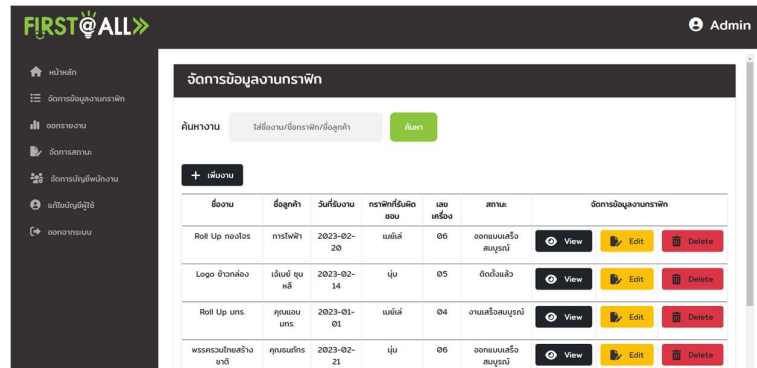 FIRST@ALL»
Admin
หน้าหลัก
จัดการข้อมูลงานกราฟิก
ออกรายงาน
จัดการสถานะ
จัดการบัญชีพนักงาน
แก้ไขบัญชีผู้ใช้
ออกจากระบบ
จัดการข้อมูลงานกราฟิก
ค้นหางาน ใส่ชื่องาน/ชื่อกราฟิก/ชื่อลูกค้า ค้นหา
+ เพิ่มงาน
ชื่องาน ชื่อลูกค้า วันที่รับงาน กราฟิกที่รับผิด เลข สถานะ จัดการข้อมูลงานกราฟิก
ชอบ เครื่อง
Roll Up กองโจร การไฟฟ้า 2023-02- เมย์เล่ 06 ออกแบบเสร็จ View Edit Delete
20 สมบูรณ์
Logo ข้าวกล่อง เจ๊เบย์ ชุน 2023-02- นุ่น 05 ติดตั้งแล้ว View Edit Delete
หลี 14
Roll Up มทร. คุณแอน 2023-01- เมย์เล่ 04 งานเสร็จสมบูรณ์ View Edit Delete
มทร. 01
พรรครวมไทยสร้าง คุณธนภัทร 2023-02- นุ่น 06 ออกแบบเสร็จ View Edit Delete
ชาติ 21 สมบูรณ์